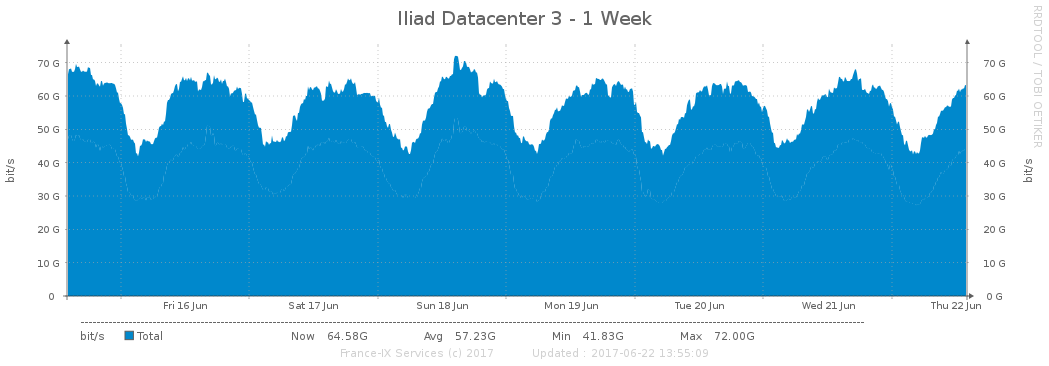 Iliad Datacenter 3 - 1 Week
RRDTOOL / TOBI OETIKER
70 G 70 G
60 G 60 G
50 G 50 G
40 G 40 G
30 G 30 G
20 G 20 G
10 G 10 G
0 0 G
bit/s bit/s
Fri 16 Jun Sat 17 Jun Sun 18 Jun Mon 19 Jun Tue 20 Jun Wed 21 Jun Thu 22 Jun
bit/s Total Now 64.58G Avg 57.23G Min 41.83G Max 72.00G
France-IX Services (c) 2017 Updated : 2017-06-22 13:55:09